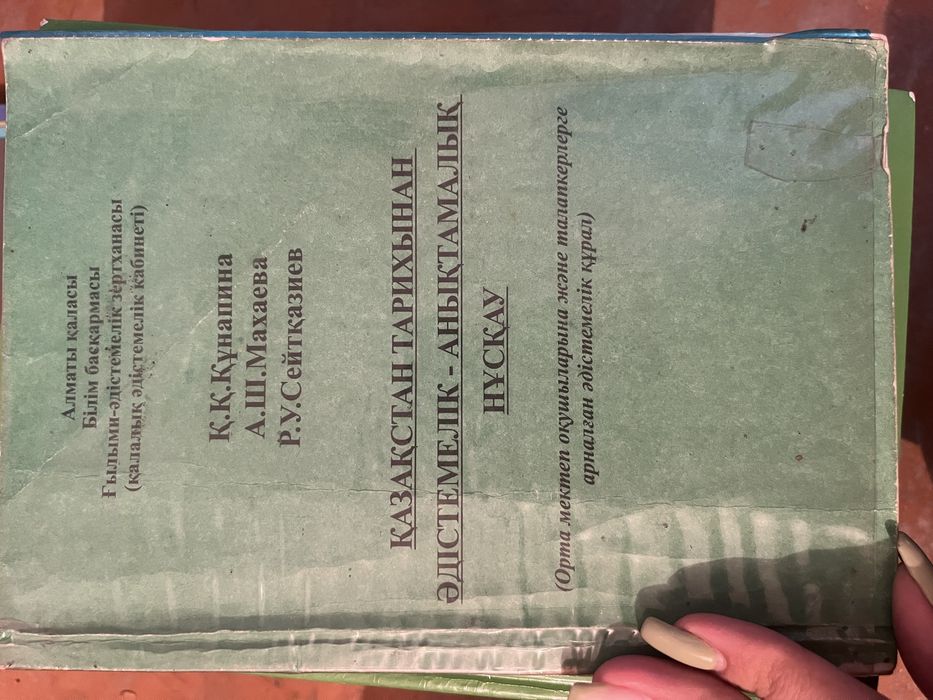 Алматы қаласы
Білім басқармасы
Ғылыми-әдістемелік зертханасы
(қалалық әдістемелік кабинеті)
Қ.Қ.Құнапина
А.Ш.Махаева
Р.У.Сейтқазиев
ҚАЗАҚСТАН ТАРИХЫНАН
ӘДІСТЕМЕЛІК - АНЫҚТАМАЛЫҚ
НҰСҚАУ
(Орта мектеп оқушыларына және талапкерлерге
арналған әдістемелік құрал)